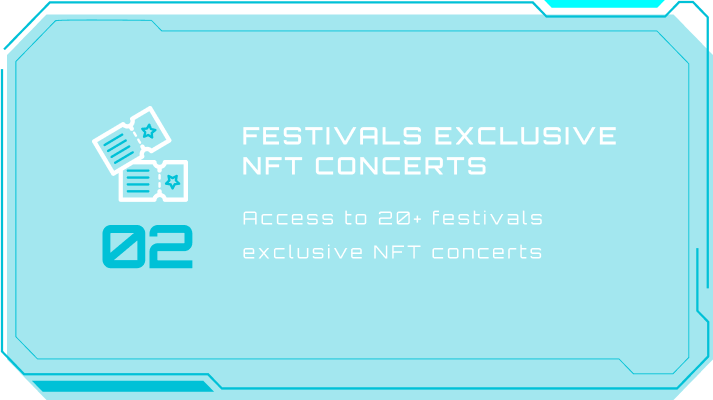 FESTIVALS EXCLUSIVE
NFT CONCERTS
02
Access to 20+ festivals
exclusive NFT concerts